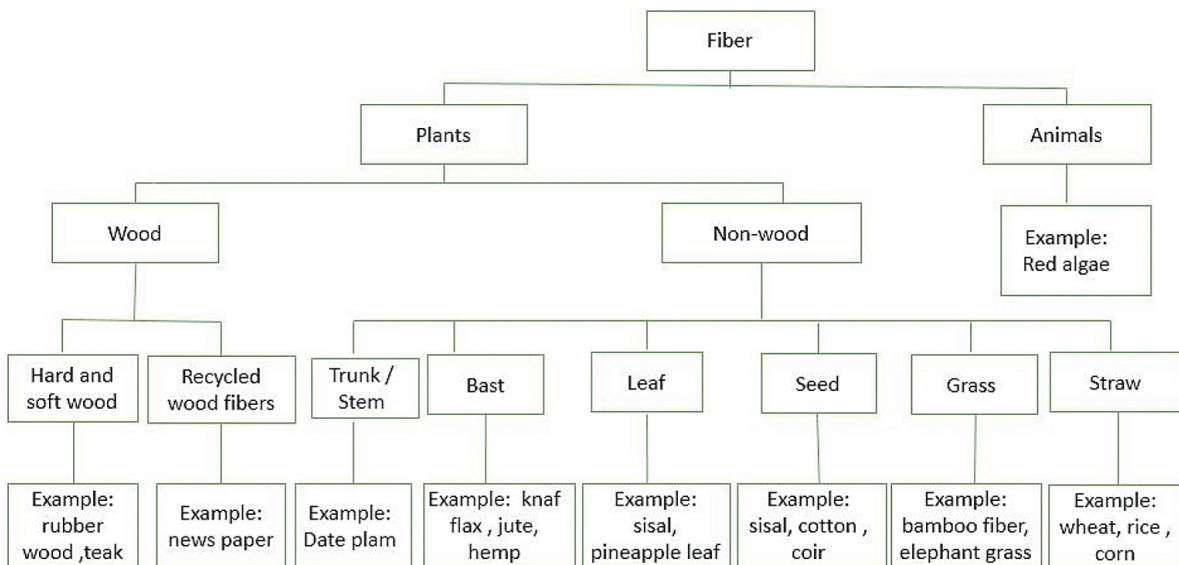 Fiber
Plants
Animals
Wood
Non-wood
Example:
Red algae
Hard and
soft wood
Recycled
wood fibers
Trunk /
Stem
Bast
Leaf
Seed
Grass
Straw
Example:
rubber
wood ,teak
Example:
news paper
Example:
Date plam
Example: knaf
flax , jute,
hemp
Example:
sisal,
pineapple leaf
Example:
sisal, cotton ,
coir
Example:
bamboo fiber,
elephant grass
Example:
wheat, rice ,
corn